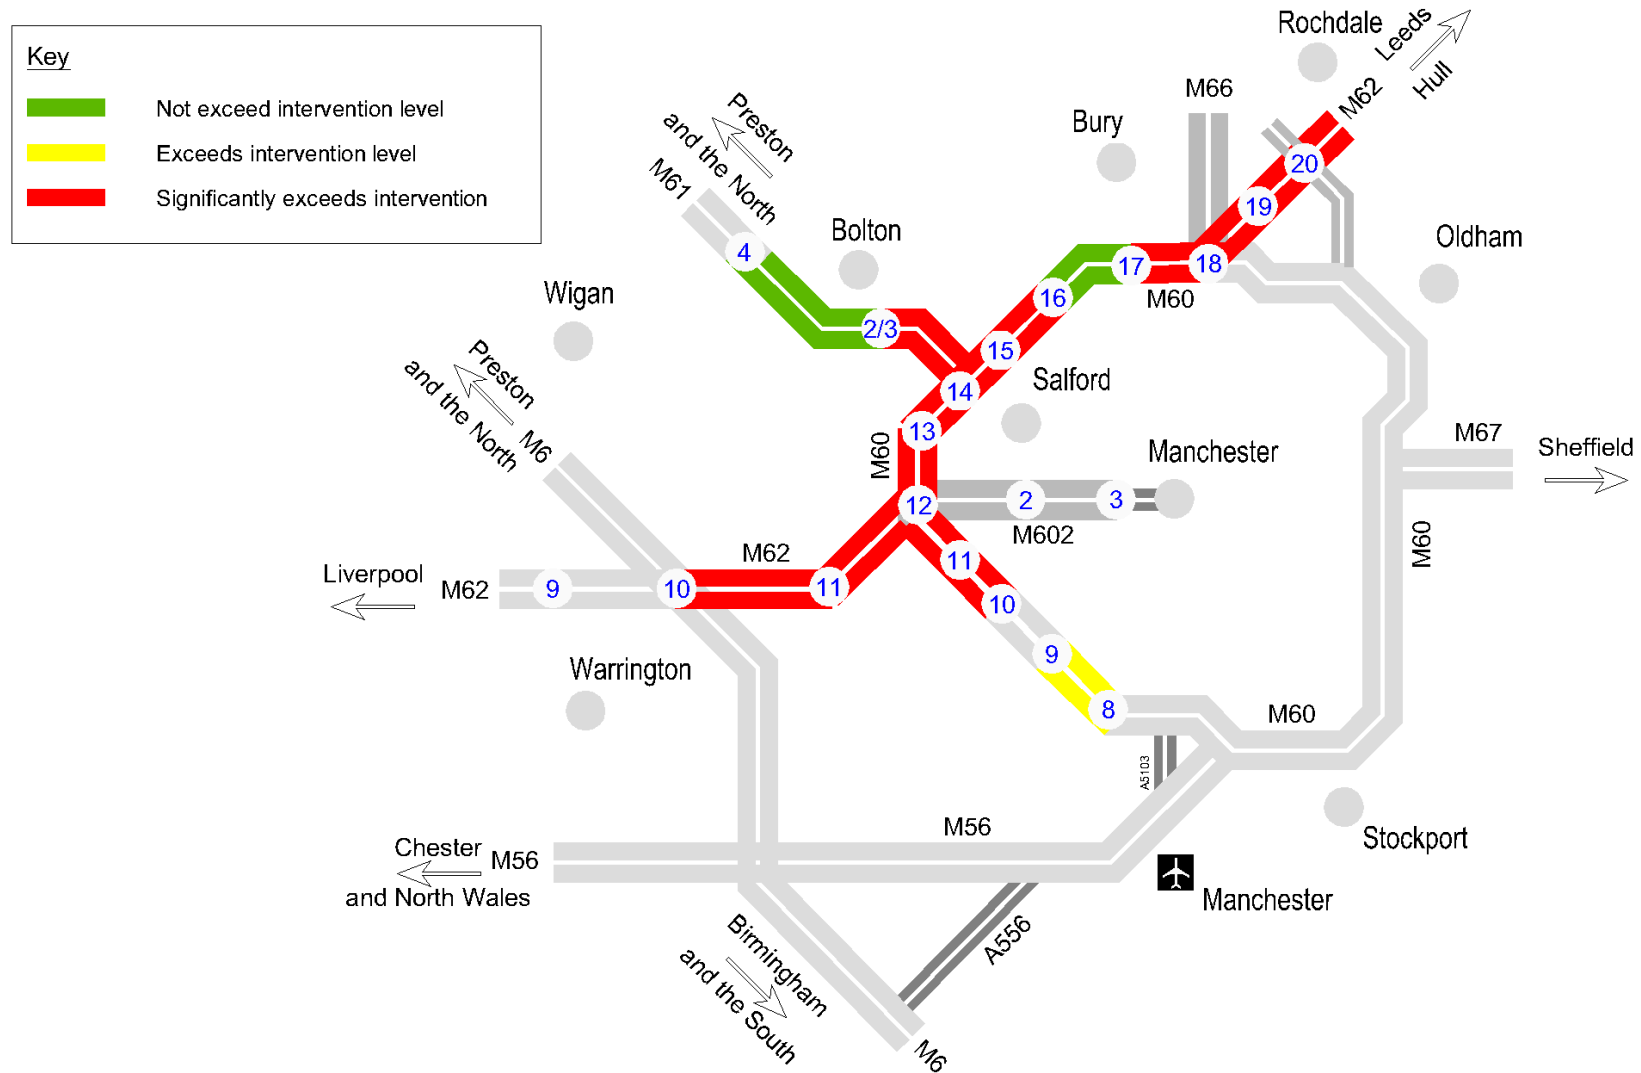 Key
Not exceed intervention level
Exceeds intervention level
Significantly exceeds intervention
Rochdale
Leeds
Hull
M62
M66
Bury
Preston
and the North
M61
20
19
Oldham
Bolton
4
18
17
M60
16
Wigan
2/3
15
Preston
and the North
M6
14
Salford
13
M60
M67
Sheffield
Manchester
12
2
3
M602
M60
M62
11
Liverpool
M62
9
10
11
10
9
Warrington
8
M60
A5103
Stockport
M56
Chester
M56
and North Wales
Manchester
A556
Birmingham
and the South
M6